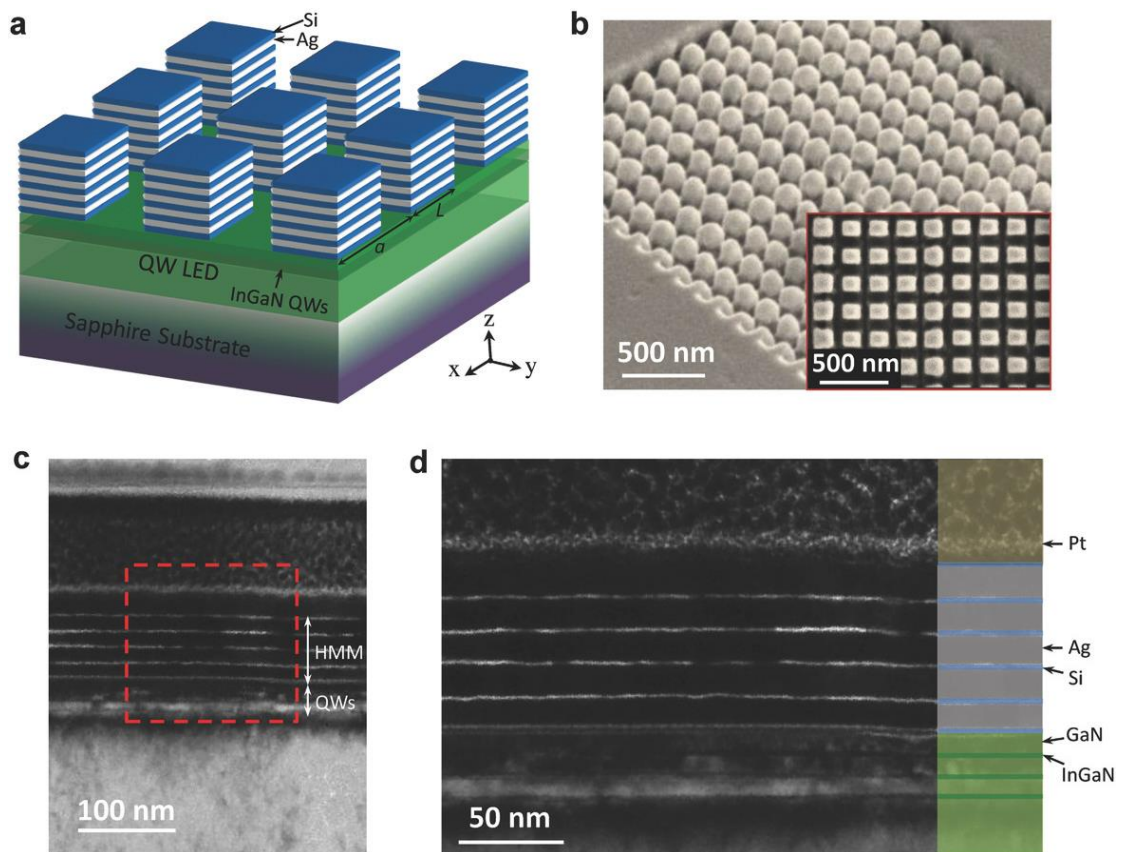 a
Si
Ag
L
a
QW LED
InGaN QWs
Sapphire Substrate
z
x
y
b
500 nm
500 nm
c
HMM
QWs
100 nm
d
Pt
Ag
Si
GaN
InGaN
50 nm